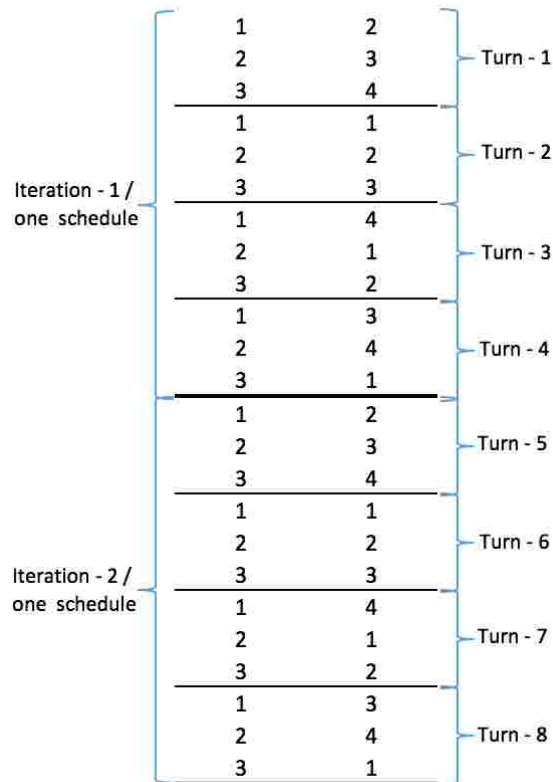 1 2
2 3 Turn - 1
3 4
1 1
2 2 Turn - 2
3 3
Iteration - 1 /
one schedule
1 4
2 1 Turn - 3
3 2
1 3
2 4 Turn - 4
3 1
1 2
2 3 Turn - 5
3 4
1 1
2 2 Turn - 6
3 3
Iteration - 2 /
one schedule
1 4
2 1 Turn - 7
3 2
1 3
2 4 Turn - 8
3 1